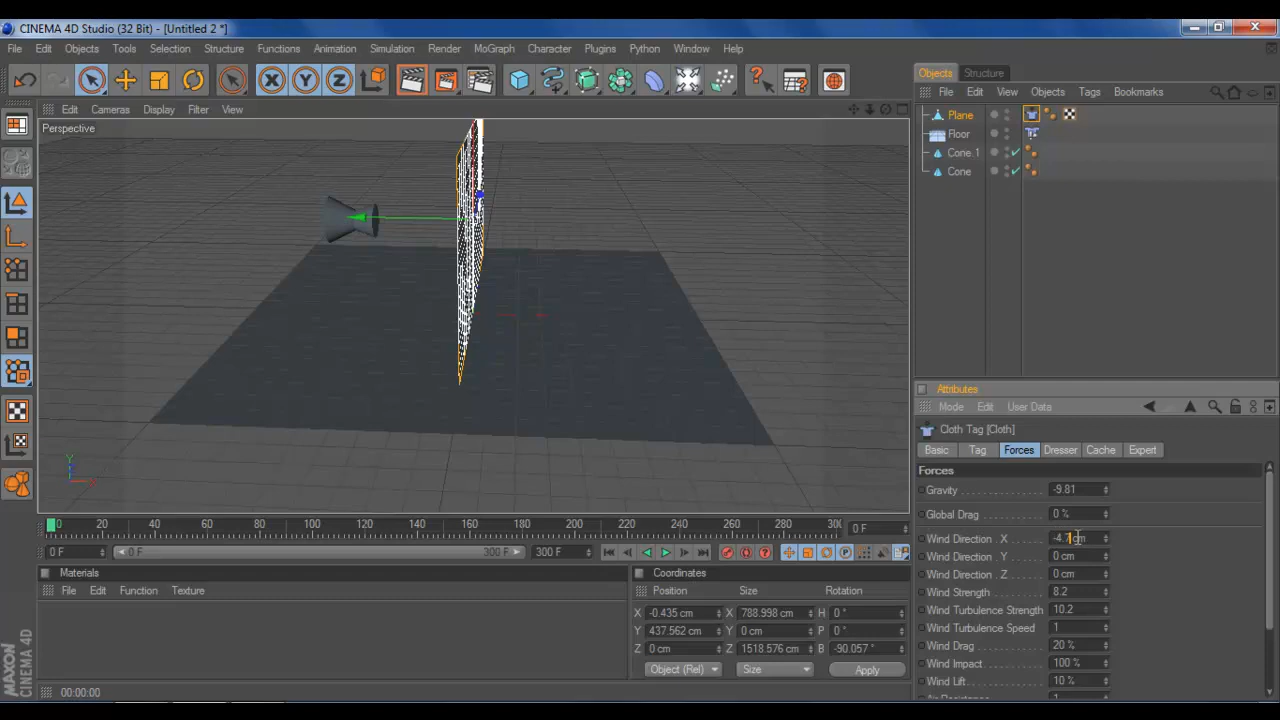 CINEMA 4D Studio (32 Bit) - [Untitled 2 *]
File Edit Objects Tools Selection Structure Functions Animation Simulation Render MoGraph Character Plugins Python Window Help
X Y Z
Objects Structure
Edit Cameras Display Filter View
File Edit View Objects Tags Bookmarks
Perspective
Plane
Floor
Cone.1
Cone
Y
X
Attributes
Mode Edit User Data
Cloth Tag [Cloth]
Basic Tag Forces Dresser Cache Expert
Forces
Gravity -9.81
Global Drag 0 %
Wind Direction . X -4.7 cm
Wind Direction . Y 0 cm
Wind Direction . Z 0 cm
Wind Strength 8.2
Wind Turbulence Strength 10.2
Wind Turbulence Speed 1
Wind Drag 20 %
Wind Impact 100 %
Wind Lift 10 %
Air Resistance 1
0 20 40 60 80 100 120 140 160 180 200 220 240 260 280 300 0 F
0 F 0 F 300 F 300 F
Materials
File Edit Function Texture
Coordinates
Position Size Rotation
X -0.435 cm X 788.998 cm H 0 °
Y 437.562 cm Y 0 cm P 0 °
Z 0 cm Z 1518.576 cm B -90.057 °
Object (Rel) Size Apply
MAXON
CINEMA 4D
00:00:00